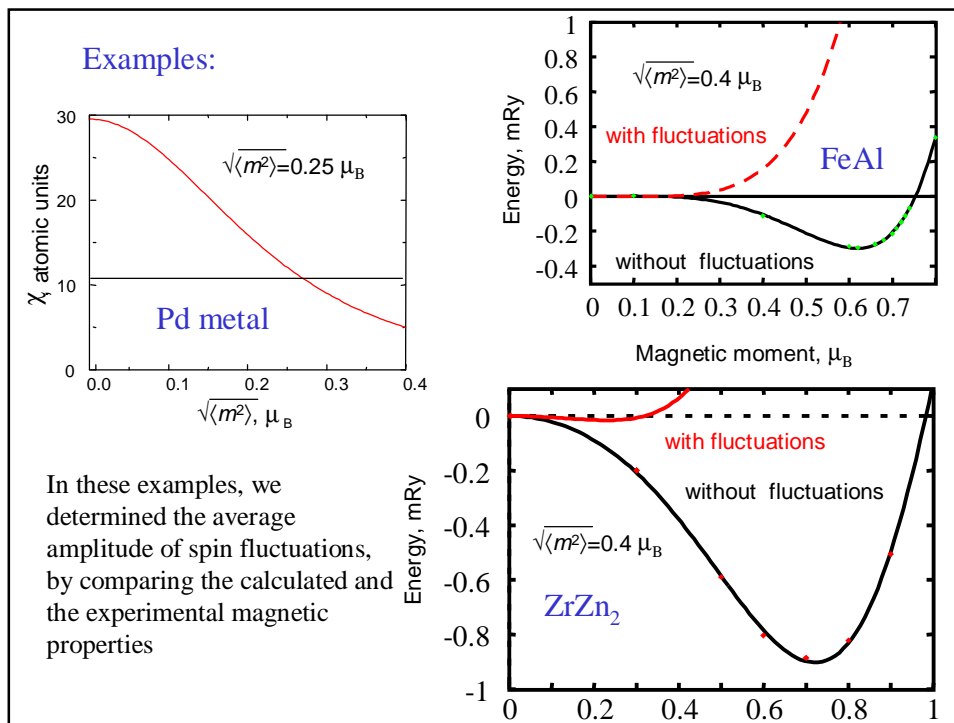 Examples:
30
20
10
0
χ, atomic units
√⟨m²⟩=0.25 μB
Pd metal
0.0 0.1 0.2 0.3 0.4
√⟨m²⟩, μB
In these examples, we
determined the average
amplitude of spin fluctuations,
by comparing the calculated and
the experimental magnetic
properties
1
0.8
0.6
0.4
0.2
0
-0.2
-0.4
Energy, mRy
√⟨m²⟩=0.4 μB
with fluctuations
FeAl
without fluctuations
0 0.1 0.2 0.3 0.4 0.5 0.6 0.7
Magnetic moment, μB
0
-0.2
-0.4
-0.6
-0.8
-1
Energy, mRy
with fluctuations
without fluctuations
√⟨m²⟩=0.4 μB
ZrZn2
0 0.2 0.4 0.6 0.8 1